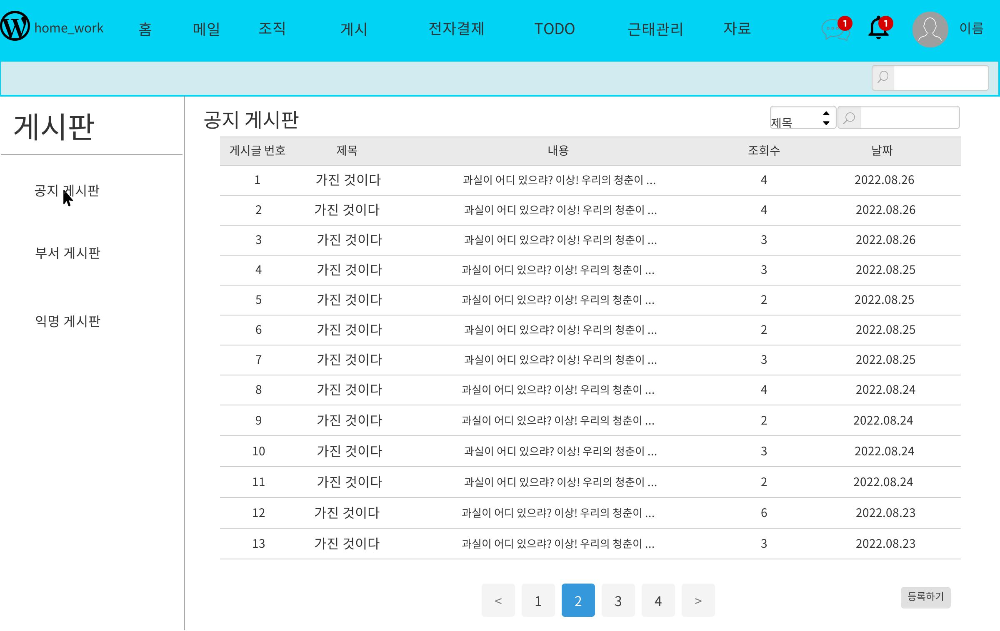 home_work 홈 메일 조직 게시 전자결제 TODO 근태관리 자료 1 1 이름
게시판
공지 게시판
부서 게시판
익명 게시판
공지 게시판 제목
게시글 번호 제목 내용 조회수 날짜
1 가진 것이다 과실이 어디 있으랴? 이상! 우리의 청춘이 ... 4 2022.08.26
2 가진 것이다 과실이 어디 있으랴? 이상! 우리의 청춘이 ... 4 2022.08.26
3 가진 것이다 과실이 어디 있으랴? 이상! 우리의 청춘이 ... 3 2022.08.26
4 가진 것이다 과실이 어디 있으랴? 이상! 우리의 청춘이 ... 3 2022.08.25
5 가진 것이다 과실이 어디 있으랴? 이상! 우리의 청춘이 ... 2 2022.08.25
6 가진 것이다 과실이 어디 있으랴? 이상! 우리의 청춘이 ... 2 2022.08.25
7 가진 것이다 과실이 어디 있으랴? 이상! 우리의 청춘이 ... 3 2022.08.25
8 가진 것이다 과실이 어디 있으랴? 이상! 우리의 청춘이 ... 4 2022.08.24
9 가진 것이다 과실이 어디 있으랴? 이상! 우리의 청춘이 ... 2 2022.08.24
10 가진 것이다 과실이 어디 있으랴? 이상! 우리의 청춘이 ... 3 2022.08.24
11 가진 것이다 과실이 어디 있으랴? 이상! 우리의 청춘이 ... 2 2022.08.24
12 가진 것이다 과실이 어디 있으랴? 이상! 우리의 청춘이 ... 6 2022.08.23
13 가진 것이다 과실이 어디 있으랴? 이상! 우리의 청춘이 ... 3 2022.08.23
< 1 2 3 4 > 등록하기